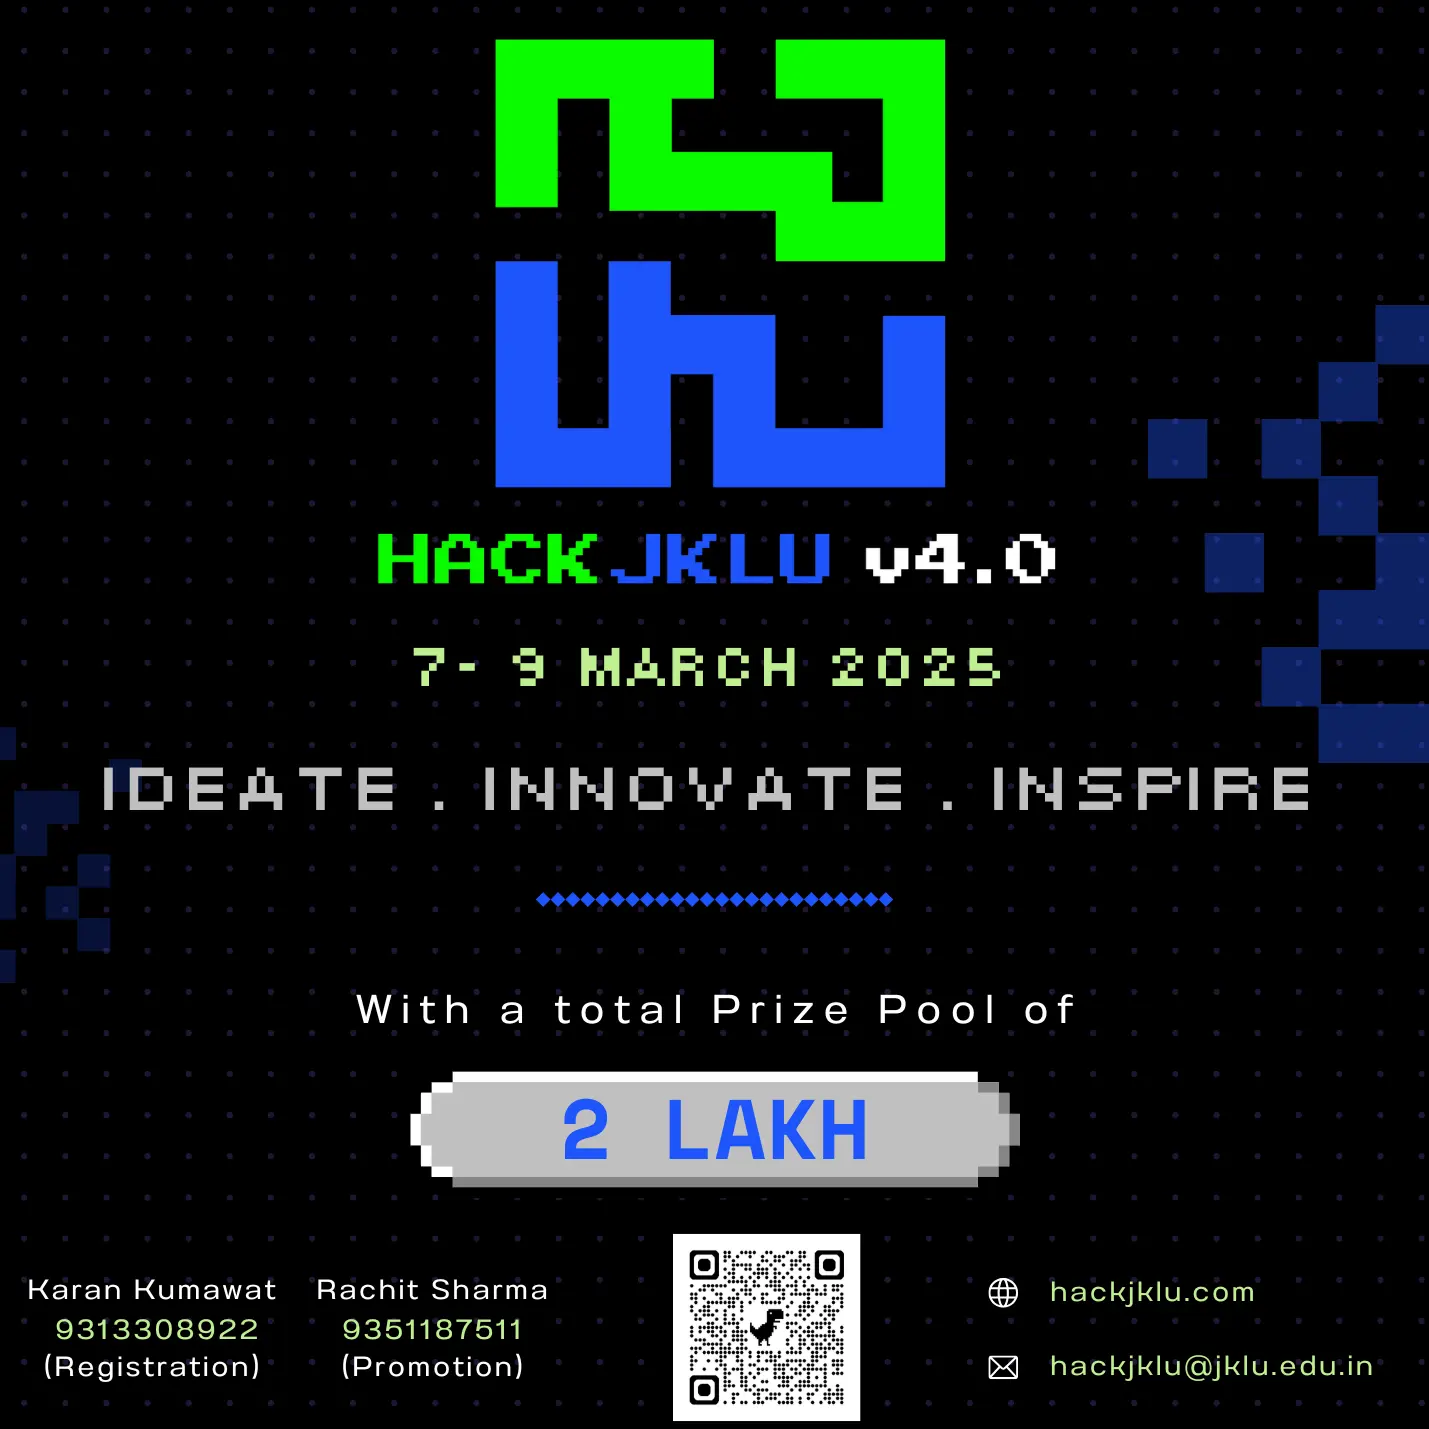 HACKJKLU v4.0
7- 9 MARCH 2025
IDEATE . INNOVATE . INSPIRE
With a total Prize Pool of
2 LAKH
Karan Kumawat
9313308922
(Registration)
Rachit Sharma
9351187511
(Promotion)
hackjklu.com
hackjklu@jklu.edu.in